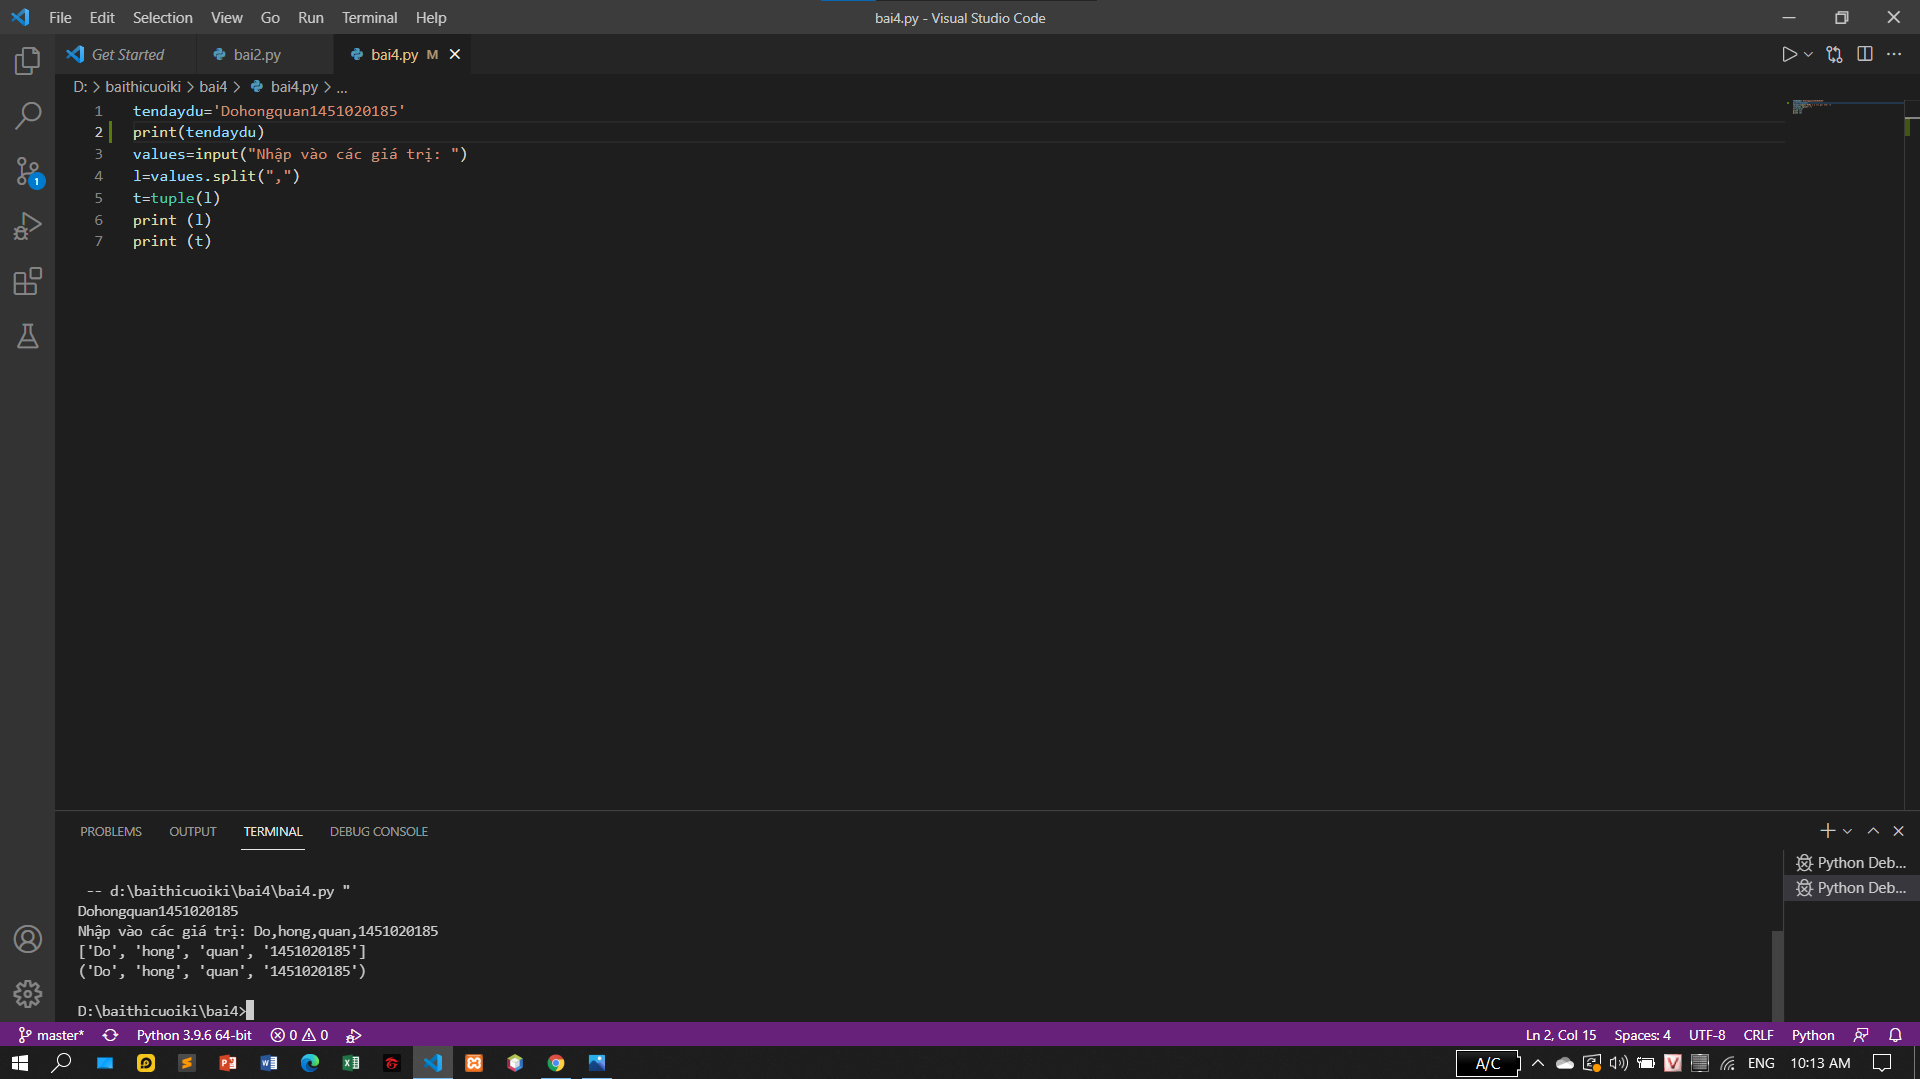 File Edit Selection View Go Run Terminal Help
bai4.py - Visual Studio Code
Get Started bai2.py bai4.py M
D: > baithicuoiki > bai4 > bai4.py > ...
1 tendaydu='Dohongquan1451020185'
2 print(tendaydu)
3 values=input("Nhập vào các giá trị: ")
4 l=values.split(",")
5 t=tuple(l)
6 print (l)
7 print (t)
1
PROBLEMS OUTPUT TERMINAL DEBUG CONSOLE
Python Deb...
Python Deb...
-- d:\baithicuoiki\bai4\bai4.py "
Dohongquan1451020185
Nhập vào các giá trị: Do,hong,quan,1451020185
['Do', 'hong', 'quan', '1451020185']
('Do', 'hong', 'quan', '1451020185')
D:\baithicuoiki\bai4>
master* Python 3.9.6 64-bit 0 0 Ln 2, Col 15 Spaces: 4 UTF-8 CRLF Python
A/C ENG 10:13 AM